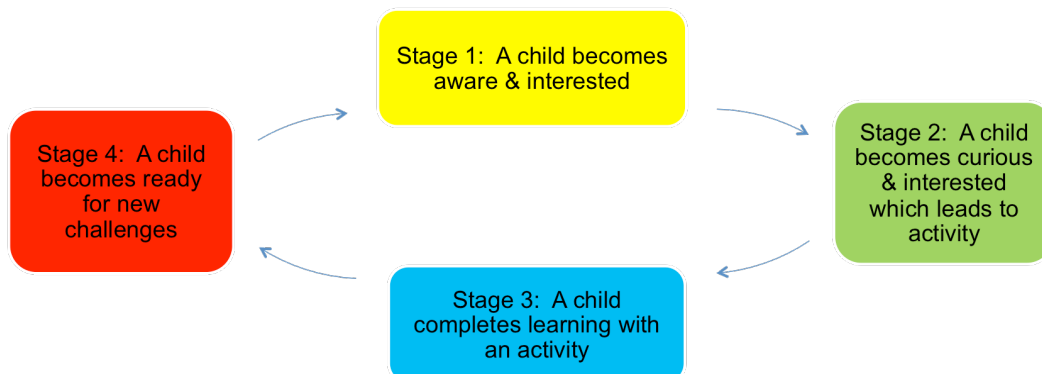 Stage 1: A child becomes
aware & interested
Stage 2: A child
becomes curious
& interested
which leads to
activity
Stage 3: A child
completes learning with
an activity
Stage 4: A child
becomes ready
for new
challenges